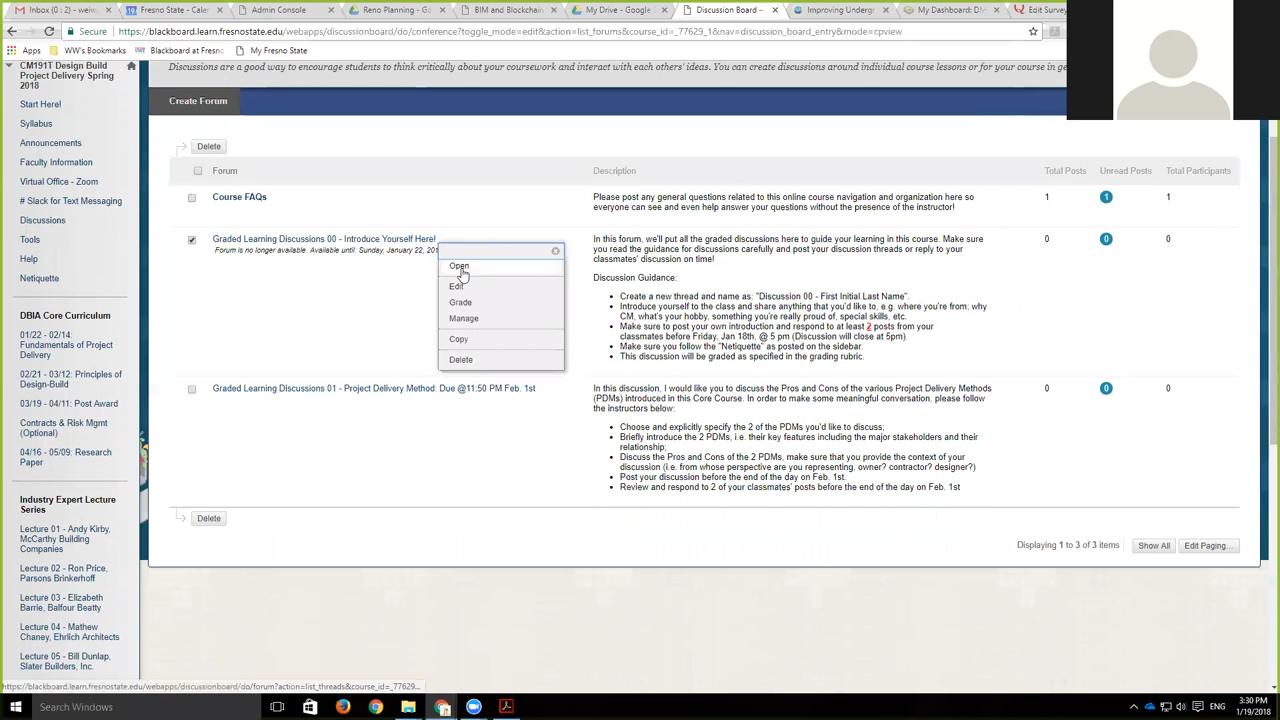 Inbox (0 : 2) - weiw
Fresno State - Caler
Admin Console
Reno Planning - Go
BIM and Blockchain
My Drive - Google
Discussion Board –
Improving Undergr
My Dashboard: DM
Edit Survey
Secure
https://blackboard.learn.fresnostate.edu/webapps/discussionboard/do/conference?toggle_mode=edit&action=list_forums&course_id=_77629_1&nav=discussion_board_entry&mode=cpview
Apps
WW's Bookmarks
Blackboard at Fresno
My Fresno State
CM191T Design Build
Project Delivery Spring
2018
Start Here!
Syllabus
Announcements
Faculty Information
Virtual Office - Zoom
# Slack for Text Messaging
Discussions
Tools
Help
Netiquette
DBIA Core Curriculum
01/22 - 02/14:
Fundamentals of Project
Delivery
02/21 - 03/12: Principles of
Design-Build
03/19 - 04/11: Post Award
Contracts & Risk Mgmt
(Optional)
04/16 - 05/09: Research
Paper
Industry Expert Lecture
Series
Lecture 01 - Andy Kirby,
McCarthy Building
Companies
Lecture 02 - Ron Price,
Parsons Brinkerhoff
Lecture 03 - Elizabeth
Barrie, Balfour Beatty
Lecture 04 - Mathew
Chaney, Ehrlich Architects
Lecture 05 - Bill Dunlap,
Slater Builders, Inc.
Discussions are a good way to encourage students to think critically about your coursework and interact with each others' ideas. You can create discussions around individual course lessons or for your course in ge
Create Forum
Delete
Forum
Description
Total Posts
Unread Posts
Total Participants
Course FAQs
Please post any general questions related to this online course navigation and organization here so
everyone can see and even help answer your questions without the presence of the instructor!
1
1
1
Graded Learning Discussions 00 - Introduce Yourself Here!
Forum is no longer available. Available until: Sunday, January 22, 201
In this forum, we'll put all the graded discussions here to guide your learning in this course. Make sure
you read the guidance for discussions carefully and post your discussion threads or reply to your
classmates' discussion on time!
0
0
0
Discussion Guidance:
• Create a new thread and name as: "Discussion 00 - First Initial.Last Name".
• Introduce yourself to the class and share anything that you'd like to, e.g. where you're from; why
CM, what's your hobby, something you're really proud of, special skills, etc.
• Make sure to post your own introduction and respond to at least 2 posts from your
classmates before Friday, Jan 18th, @ 5 pm (Discussion will close at 5pm).
• Make sure you follow the "Netiquette" as posted on the sidebar.
• This discussion will be graded as specified in the grading rubric.
Open
Edit
Grade
Manage
Copy
Delete
Graded Learning Discussions 01 - Project Delivery Method: Due @11:50 PM Feb. 1st
In this discussion, I would like you to discuss the Pros and Cons of the various Project Delivery Methods
(PDMs) introduced in this Core Course. In order to make some meaningful conversation, please follow
the instructors below:
0
0
0
• Choose and explicitly specify the 2 of the PDMs you'd like to discuss;
• Briefly introduce the 2 PDMs, i.e. their key features including the major stakeholders and their
relationship;
• Discuss the Pros and Cons of the 2 PDMs, make sure that you provide the context of your
discussion (i.e. from whose perspective are you representing, owner? contractor? designer?)
• Post your discussion before the end of the day on Feb. 1st.
• Review and respond to 2 of your classmates' posts before the end of the day on Feb. 1st
Delete
Displaying 1 to 3 of 3 items
Show All
Edit Paging...
https://blackboard.learn.fresnostate.edu/webapps/discussionboard/do/forum?action=list_threads&course_id=_77629...
Search Windows
ENG
3:30 PM
1/19/2018